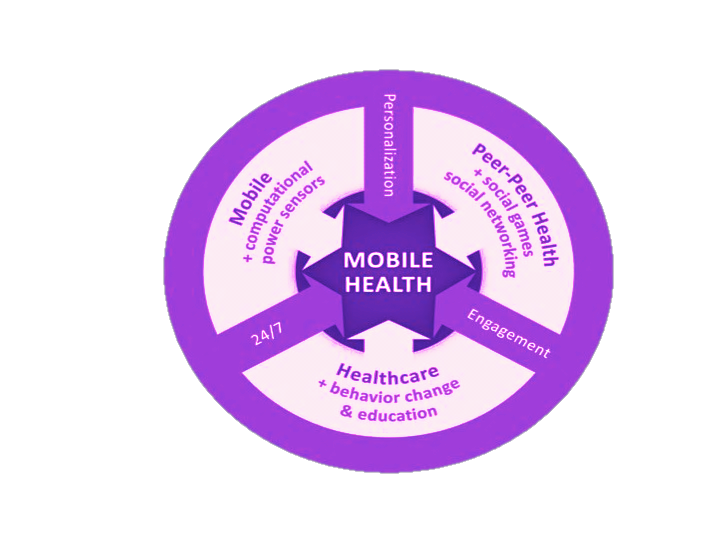 Personalization
Mobile
+ computational
power sensors
Peer-Peer Health
+ social games
social networking
MOBILE
HEALTH
24/7
Engagement
Healthcare
+ behavior change
& education